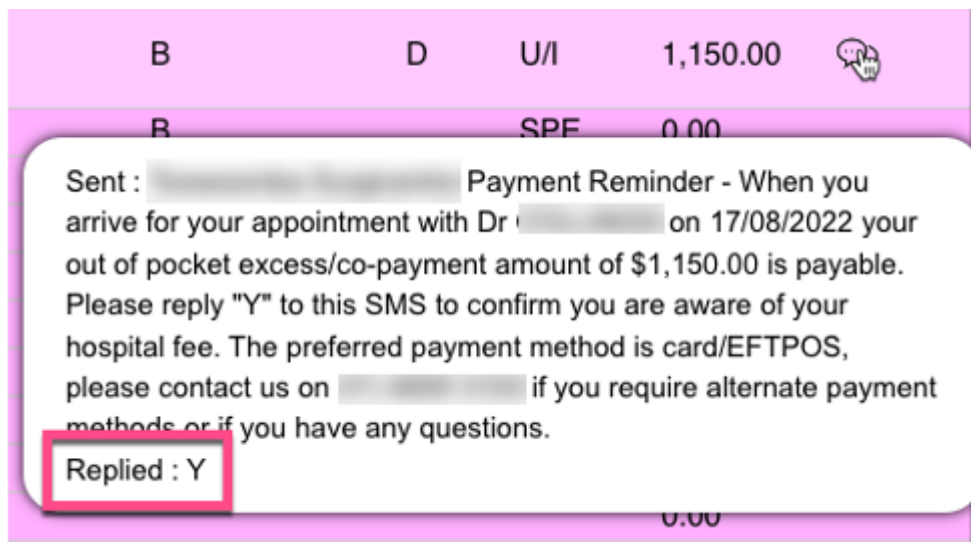 B D U/I 1,150.00
B SPE 0.00
Sent : Payment Reminder - When you
arrive for your appointment with Dr on 17/08/2022 your
out of pocket excess/co-payment amount of $1,150.00 is payable.
Please reply "Y" to this SMS to confirm you are aware of your
hospital fee. The preferred payment method is card/EFTPOS,
please contact us on if you require alternate payment
methods or if you have any questions.
Replied : Y
0.00